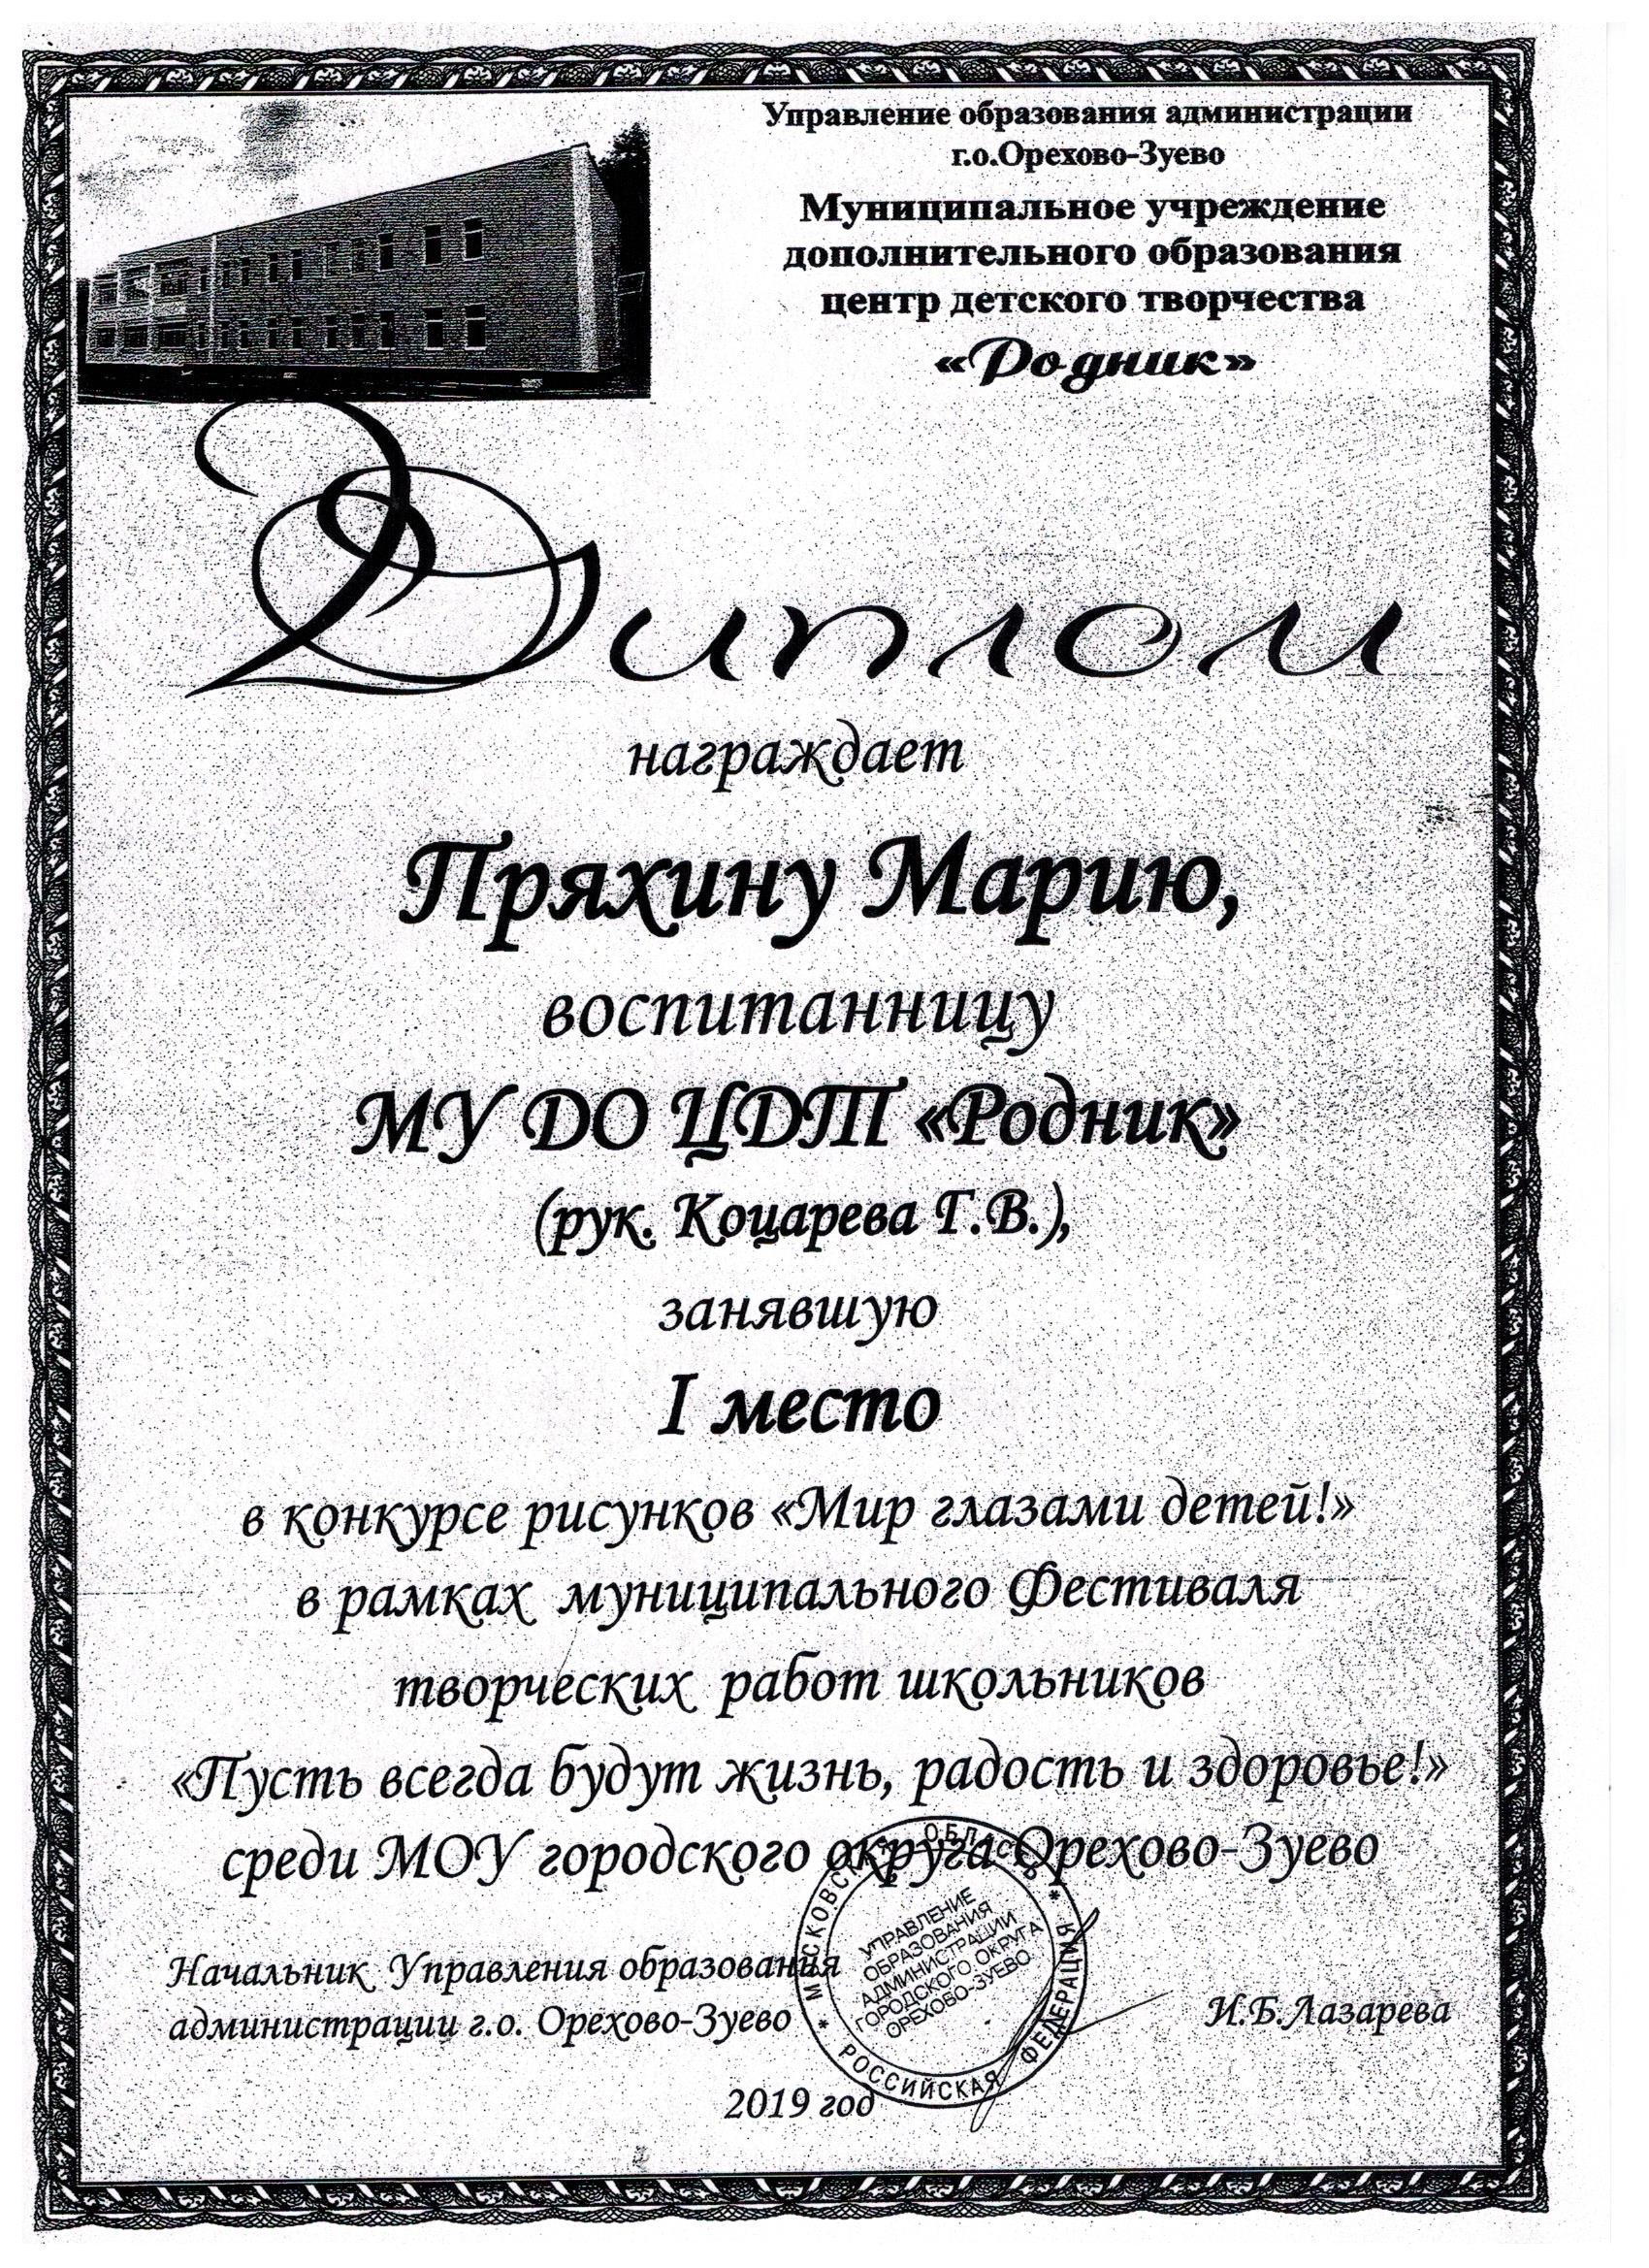 Управление образования администрации
г.о.Орехово-Зуево
Муниципальное учреждение
дополнительного образования
центр детского творчества
«Родник»
Диплом
награждает
Пряхину Марию,
воспитанницу
МУ ДО ЦДТ «Родник»
(рук. Коцарева Г.В.),
занявшую
I место
в конкурсе рисунков «Мир глазами детей!»
в рамках муниципального Фестиваля
творческих работ школьников
«Пусть всегда будут жизнь, радость и здоровье!»
среди МОУ городского округа Орехово-Зуево
Начальник Управления образования
администрации г.о. Орехово-Зуево
И.Б.Лазарева
МОСКОВСКАЯ ОБЛАСТЬ * РОССИЙСКАЯ ФЕДЕРАЦИЯ *
УПРАВЛЕНИЕ
ОБРАЗОВАНИЯ
АДМИНИСТРАЦИИ
ГОРОДСКОГО ОКРУГА
ОРЕХОВО-ЗУЕВО
2019 год